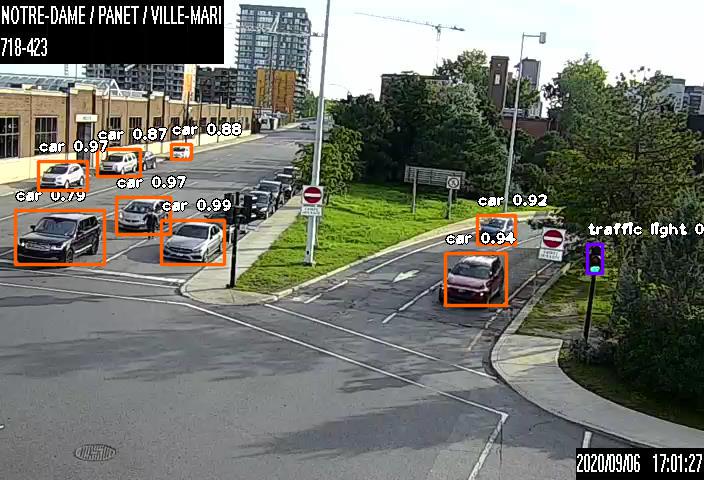 NOTRE-DAME / PANET / VILLE-MARI
718-423
car 0.88
car 0.87
car 0.97
car 0.97
car 0.79
car 0.99
car 0.92
car 0.94
traffic light 0
2020/09/06 17:01:27